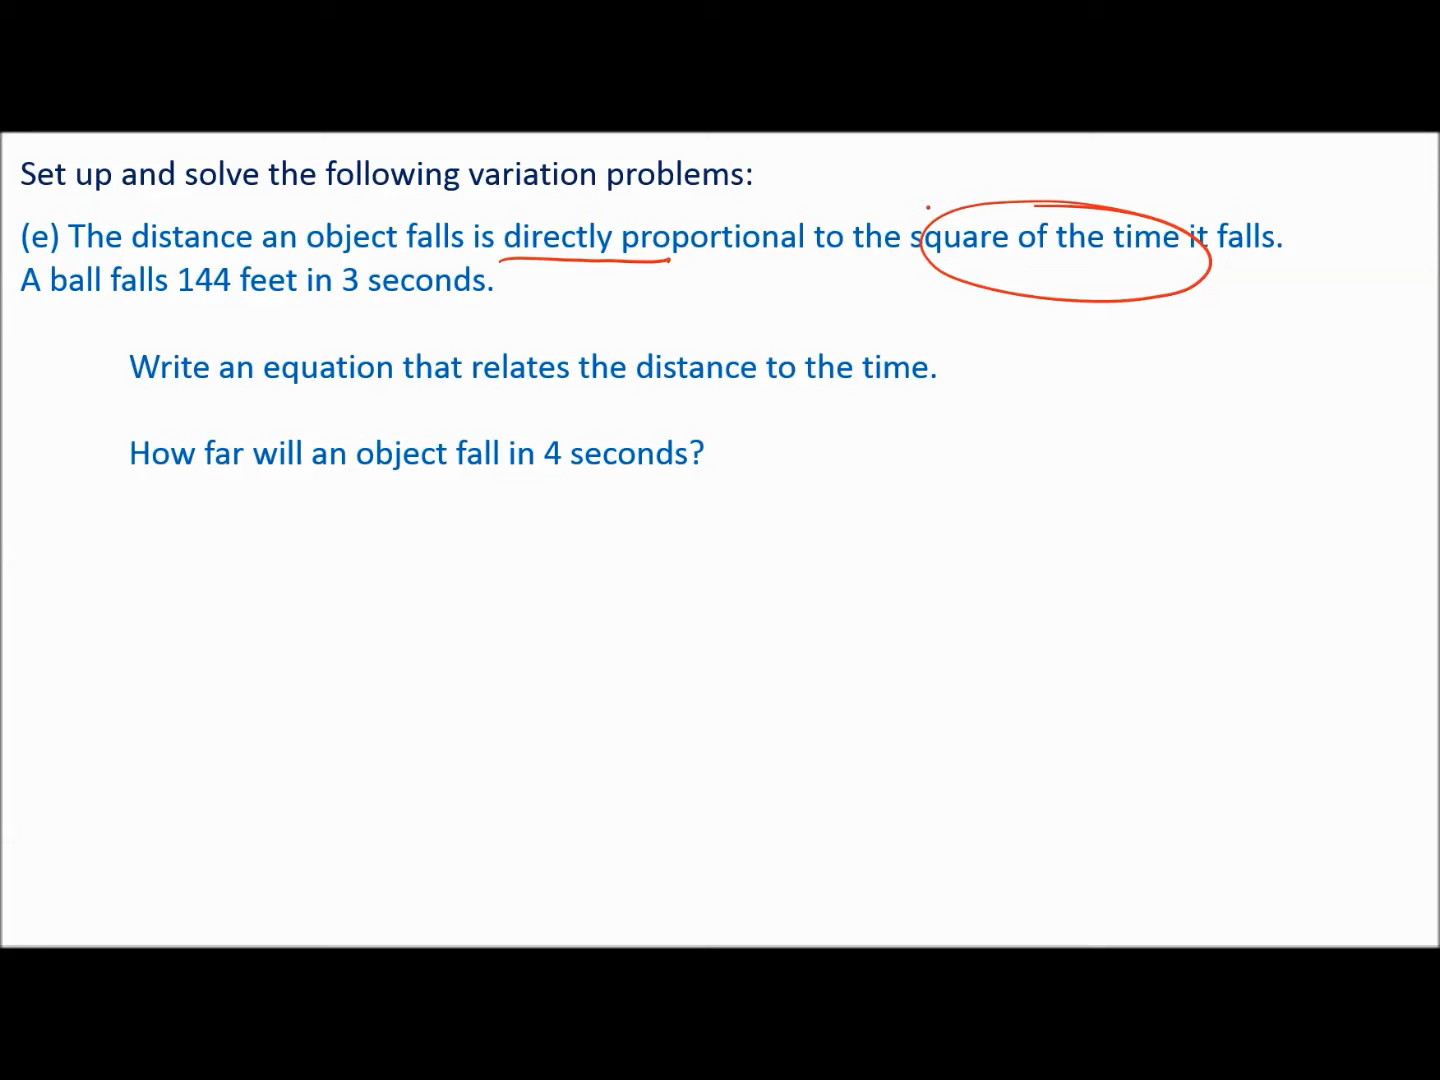 Set up and solve the following variation problems:
(e) The distance an object falls is directly proportional to the square of the time it falls.
A ball falls 144 feet in 3 seconds.
Write an equation that relates the distance to the time.
How far will an object fall in 4 seconds?